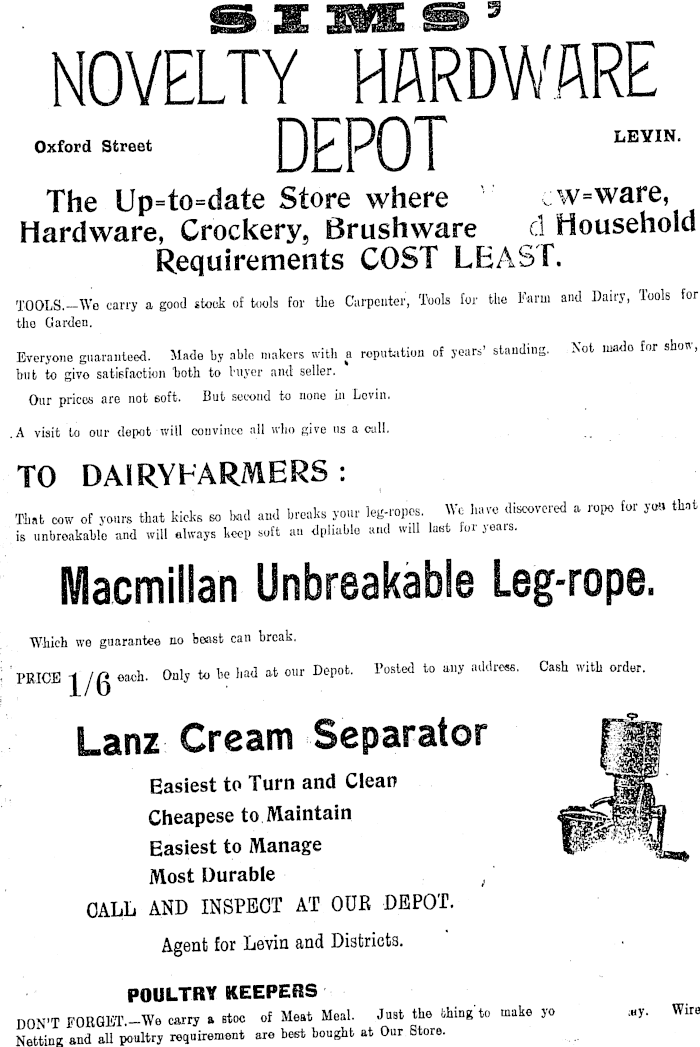 SIMS'
NOVELTY HARDWARE
DEPOT
Oxford Street
LEVIN.
The Up=to=date Store where w=ware,
Hardware, Crockery, Brushware d Household
Requirements COST LEAST.
TOOLS.—We carry a good stock of tools for the Carpenter, Tools for the Farm and Dairy, Tools for
the Garden.
Everyone guaranteed. Made by able makers with a reputation of years' standing. Not made for show,
but to give satisfaction both to buyer and seller.
Our prices are not soft. But second to none in Levin.
A visit to our depot will convince all who give us a call.
TO DAIRYFARMERS :
That cow of yours that kicks so bad and breaks your leg-ropes. We have discovered a rope for you that
is unbreakable and will always keep soft an dpliable and will last for years.
Macmillan Unbreakable Leg-rope.
Which we guarantee no beast can break.
PRICE 1/6 each. Only to be had at our Depot. Posted to any address. Cash with order.
Lanz Cream Separator
Easiest to Turn and Clean
Cheapese to Maintain
Easiest to Manage
Most Durable
CALL AND INSPECT AT OUR DEPOT.
Agent for Levin and Districts.
POULTRY KEEPERS
DON'T FORGET.—We carry a stoc of Meat Meal. Just the thing to make yo ay. Wire
Netting and all poultry requirement are best bought at Our Store.